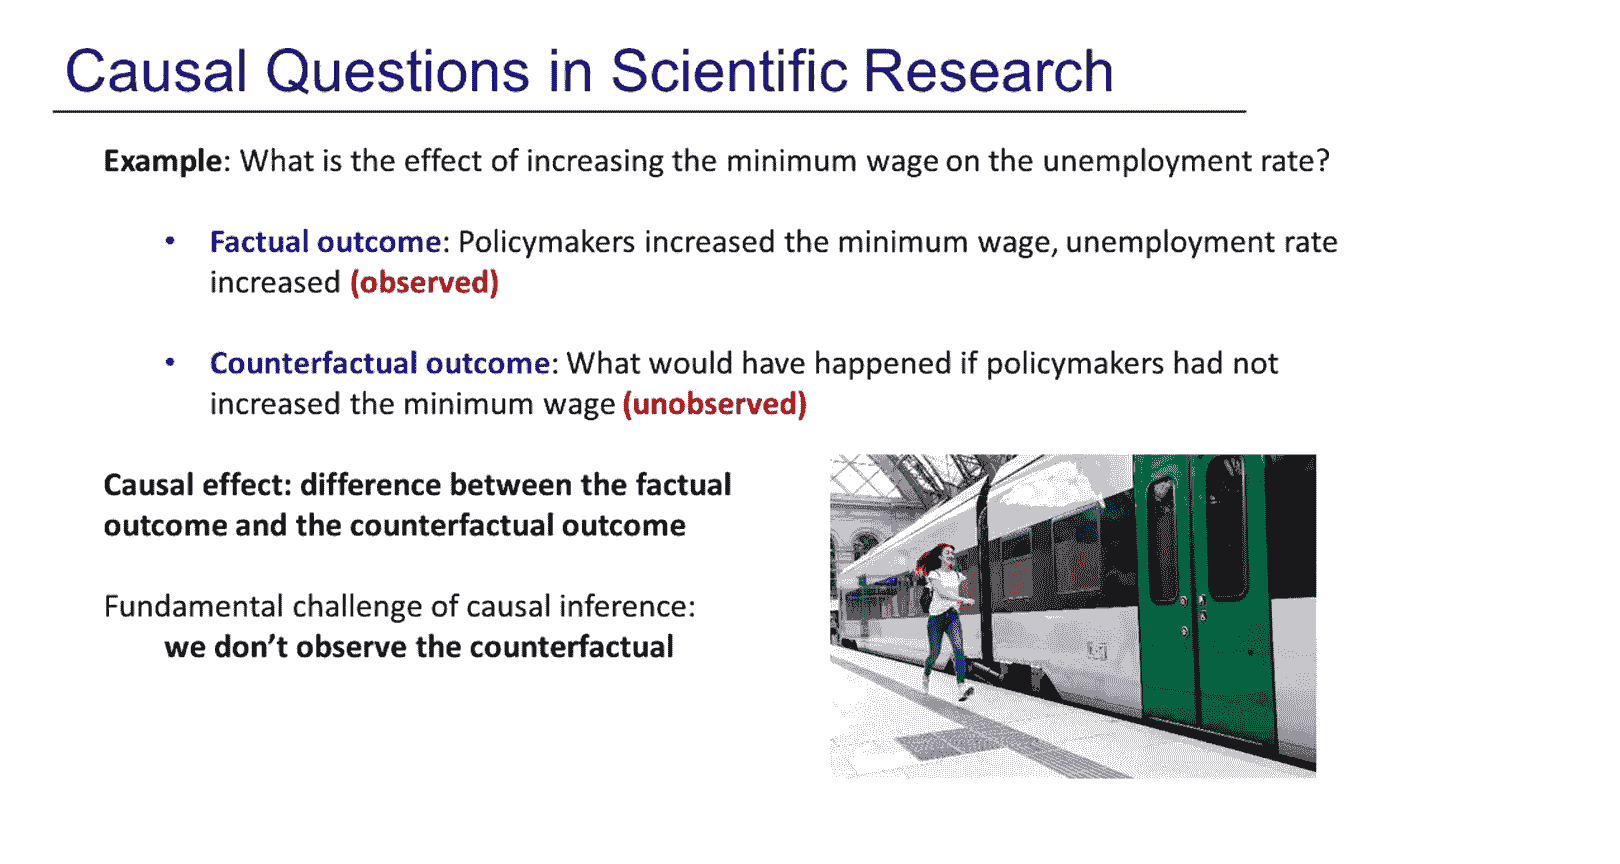 Causal Questions in Scientific Research
Example: What is the effect of increasing the minimum wage on the unemployment rate?
• Factual outcome: Policymakers increased the minimum wage, unemployment rate
increased (observed)
• Counterfactual outcome: What would have happened if policymakers had not
increased the minimum wage (unobserved)
Causal effect: difference between the factual
outcome and the counterfactual outcome
Fundamental challenge of causal inference:
we don’t observe the counterfactual